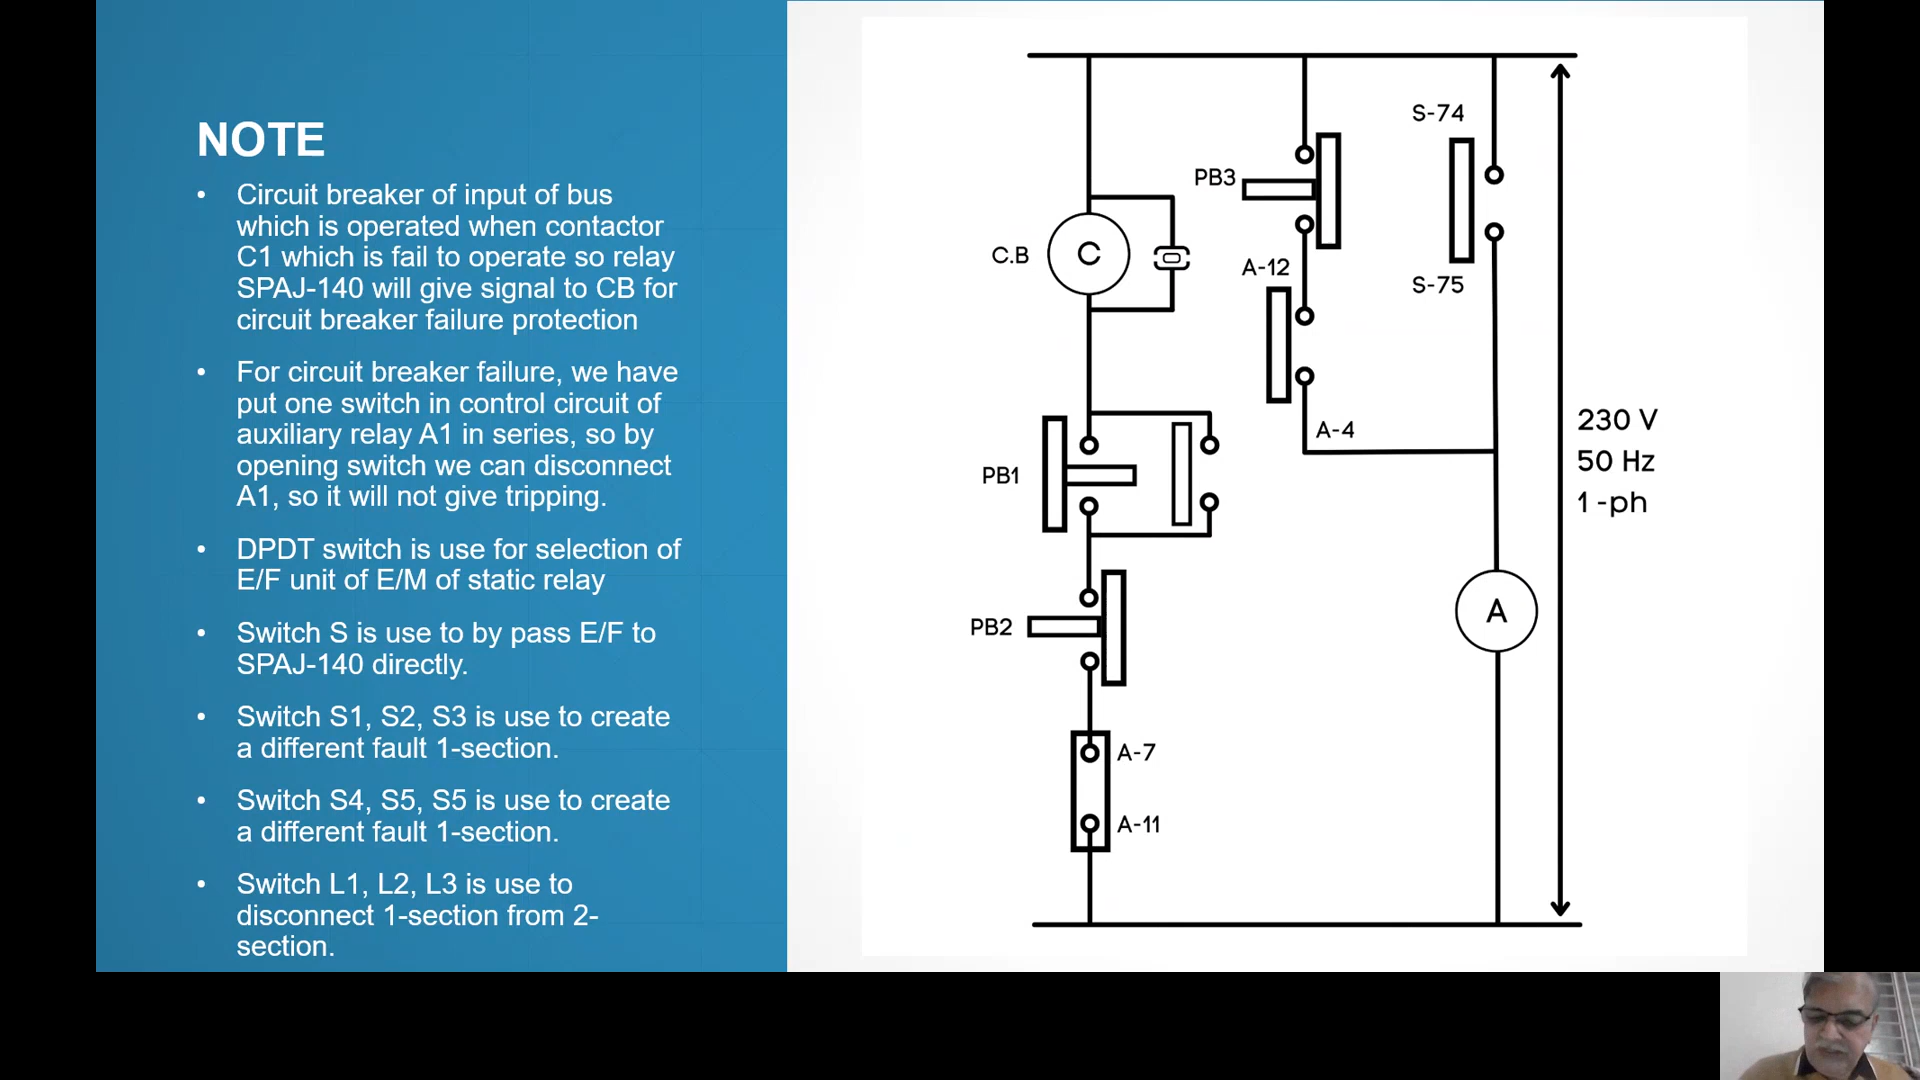 NOTE
• Circuit breaker of input of bus
which is operated when contactor
C1 which is fail to operate so relay
SPAJ-140 will give signal to CB for
circuit breaker failure protection
• For circuit breaker failure, we have
put one switch in control circuit of
auxiliary relay A1 in series, so by
opening switch we can disconnect
A1, so it will not give tripping.
• DPDT switch is use for selection of
E/F unit of E/M of static relay
• Switch S is use to by pass E/F to
SPAJ-140 directly.
• Switch S1, S2, S3 is use to create
a different fault 1-section.
• Switch S4, S5, S5 is use to create
a different fault 1-section.
• Switch L1, L2, L3 is use to
disconnect 1-section from 2-
section.
S-74
PB3
C.B
C
A-12
S-75
A-4
230 V
50 Hz
1 -ph
PB1
A
PB2
A-7
A-11